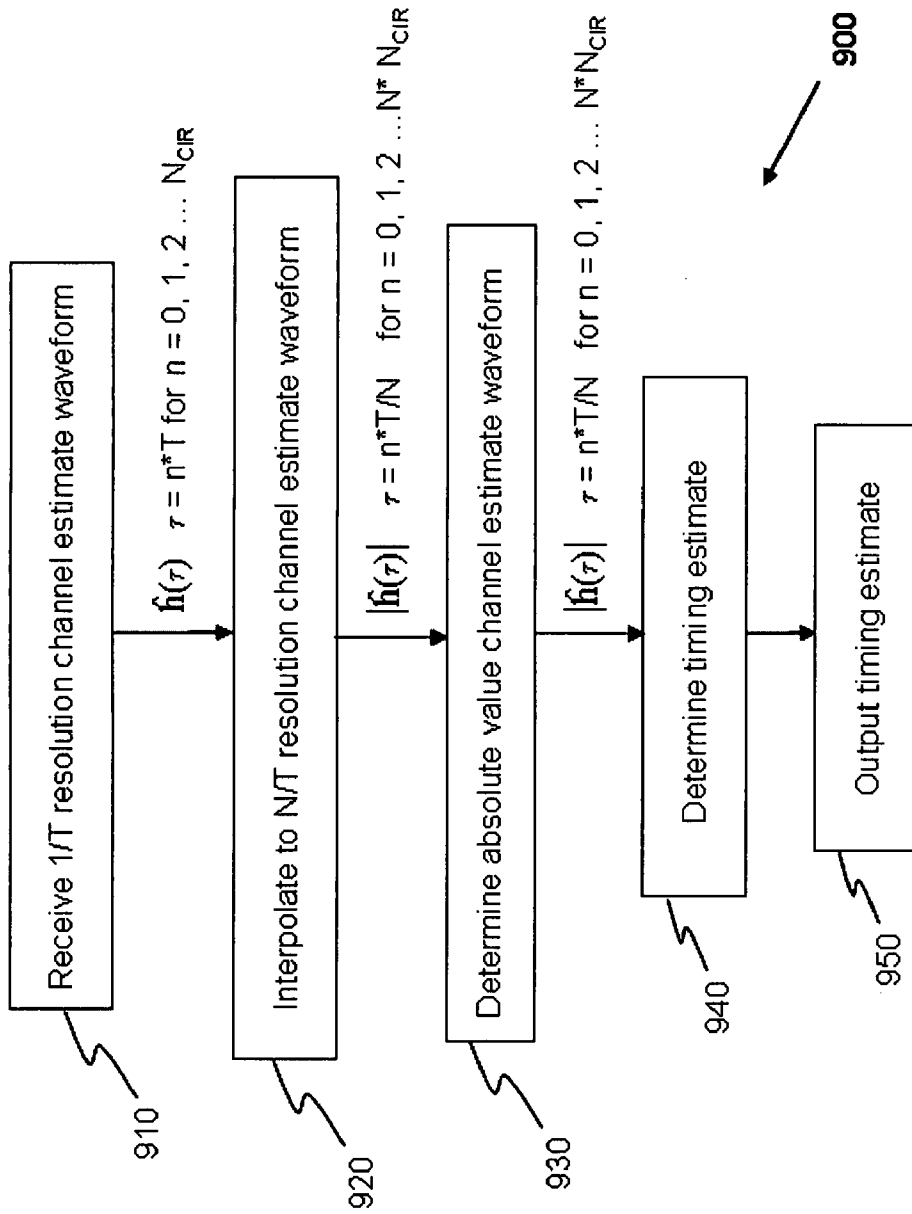 Receive 1/T resolution channel estimate waveform
910
ĥ(τ) τ = n*T for n = 0, 1, 2 ... N_CIR
Interpolate to N/T resolution channel estimate waveform
920
|ĥ(τ)| τ = n*T/N for n = 0, 1, 2 ...N* N_CIR
Determine absolute value channel estimate waveform
930
|ĥ(τ)| τ = n*T/N for n = 0, 1, 2 ... N*N_CIR
Determine timing estimate
940
Output timing estimate
950
900